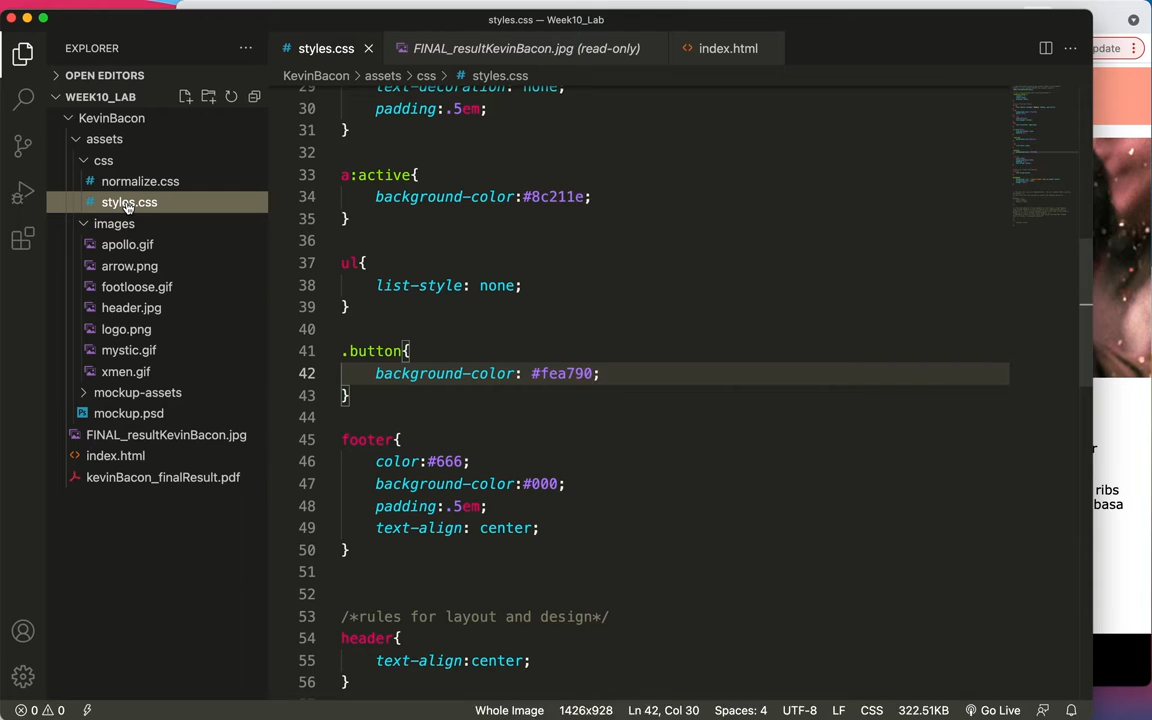 styles.css — Week10_Lab
EXPLORER
styles.css
FINAL_resultKevinBacon.jpg (read-only)
index.html
update
OPEN EDITORS
KevinBacon > assets > css > # styles.css
WEEK10_LAB
KevinBacon
assets
css
normalize.css
styles.css
images
apollo.gif
arrow.png
footloose.gif
header.jpg
logo.png
mystic.gif
xmen.gif
mockup-assets
mockup.psd
FINAL_resultKevinBacon.jpg
index.html
kevinBacon_finalResult.pdf
29 text-decoration: none;
30 padding:.5em;
31 }
32
33 a:active{
34 background-color:#8c211e;
35 }
36
37 ul{
38 list-style: none;
39 }
40
41 .button{
42 background-color: #fea790;
43 }
44
45 footer{
46 color:#666;
47 background-color:#000;
48 padding:.5em;
49 text-align: center;
50 }
51
52
53 /*rules for layout and design*/
54 header{
55 text-align:center;
56 }
r
ribs
basa
0 0
Whole Image 1426x928 Ln 42, Col 30 Spaces: 4 UTF-8 LF CSS 322.51KB Go Live